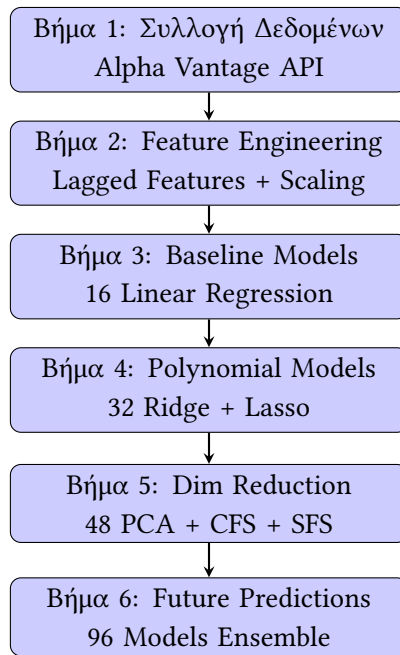 Βήμα 1: Συλλογή Δεδομένων
Alpha Vantage API
Βήμα 2: Feature Engineering
Lagged Features + Scaling
Βήμα 3: Baseline Models
16 Linear Regression
Βήμα 4: Polynomial Models
32 Ridge + Lasso
Βήμα 5: Dim Reduction
48 PCA + CFS + SFS
Βήμα 6: Future Predictions
96 Models Ensemble